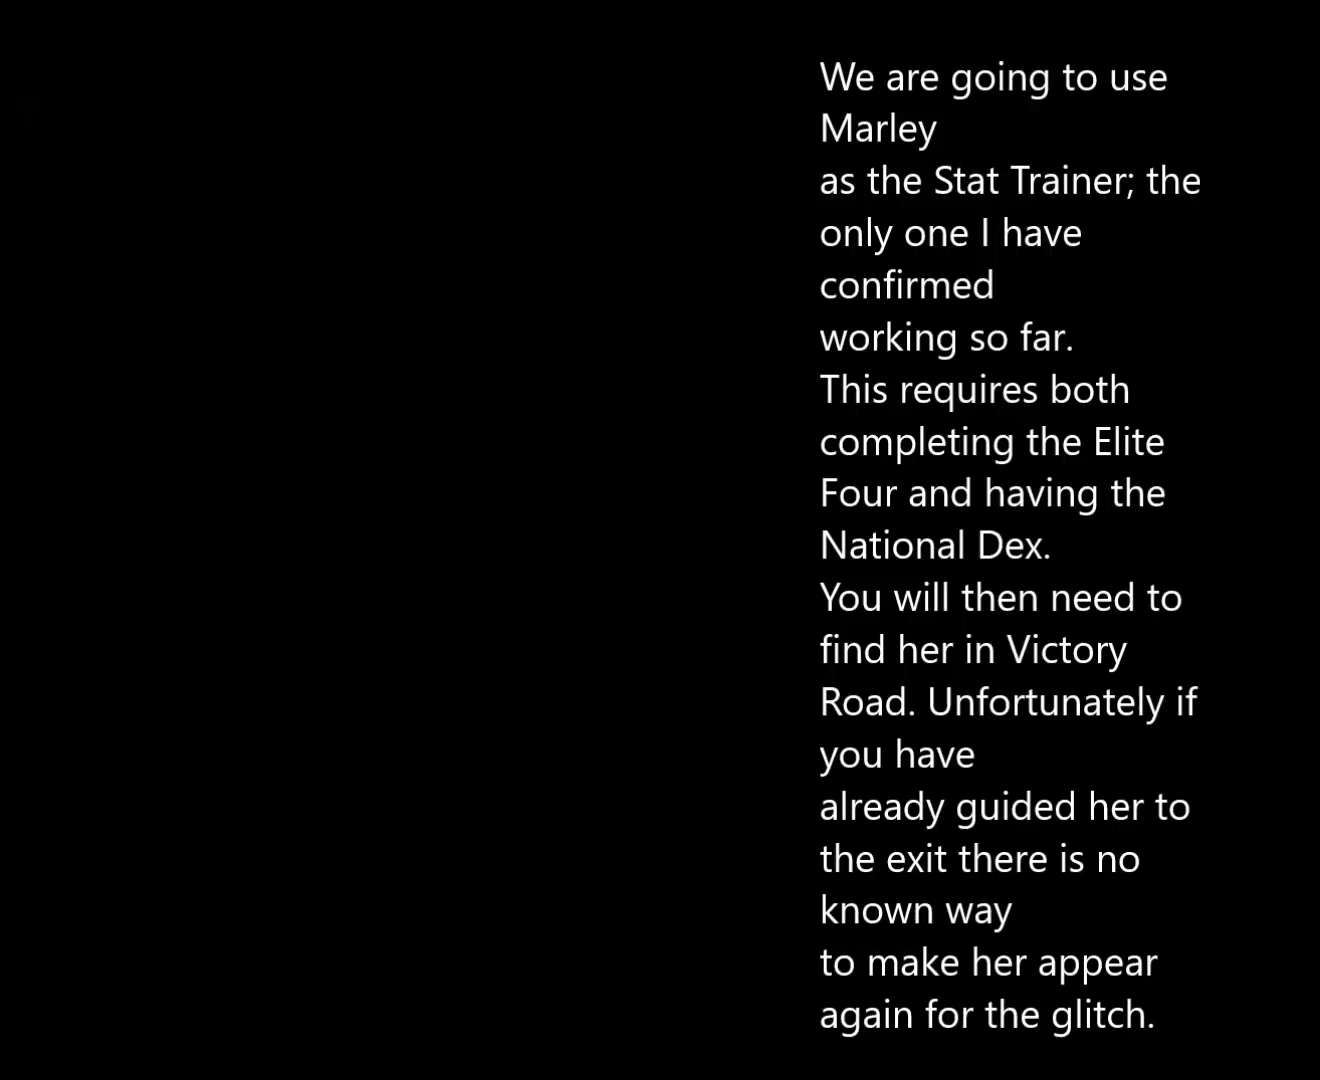 We are going to use
Marley
as the Stat Trainer; the
only one I have
confirmed
working so far.
This requires both
completing the Elite
Four and having the
National Dex.
You will then need to
find her in Victory
Road. Unfortunately if
you have
already guided her to
the exit there is no
known way
to make her appear
again for the glitch.